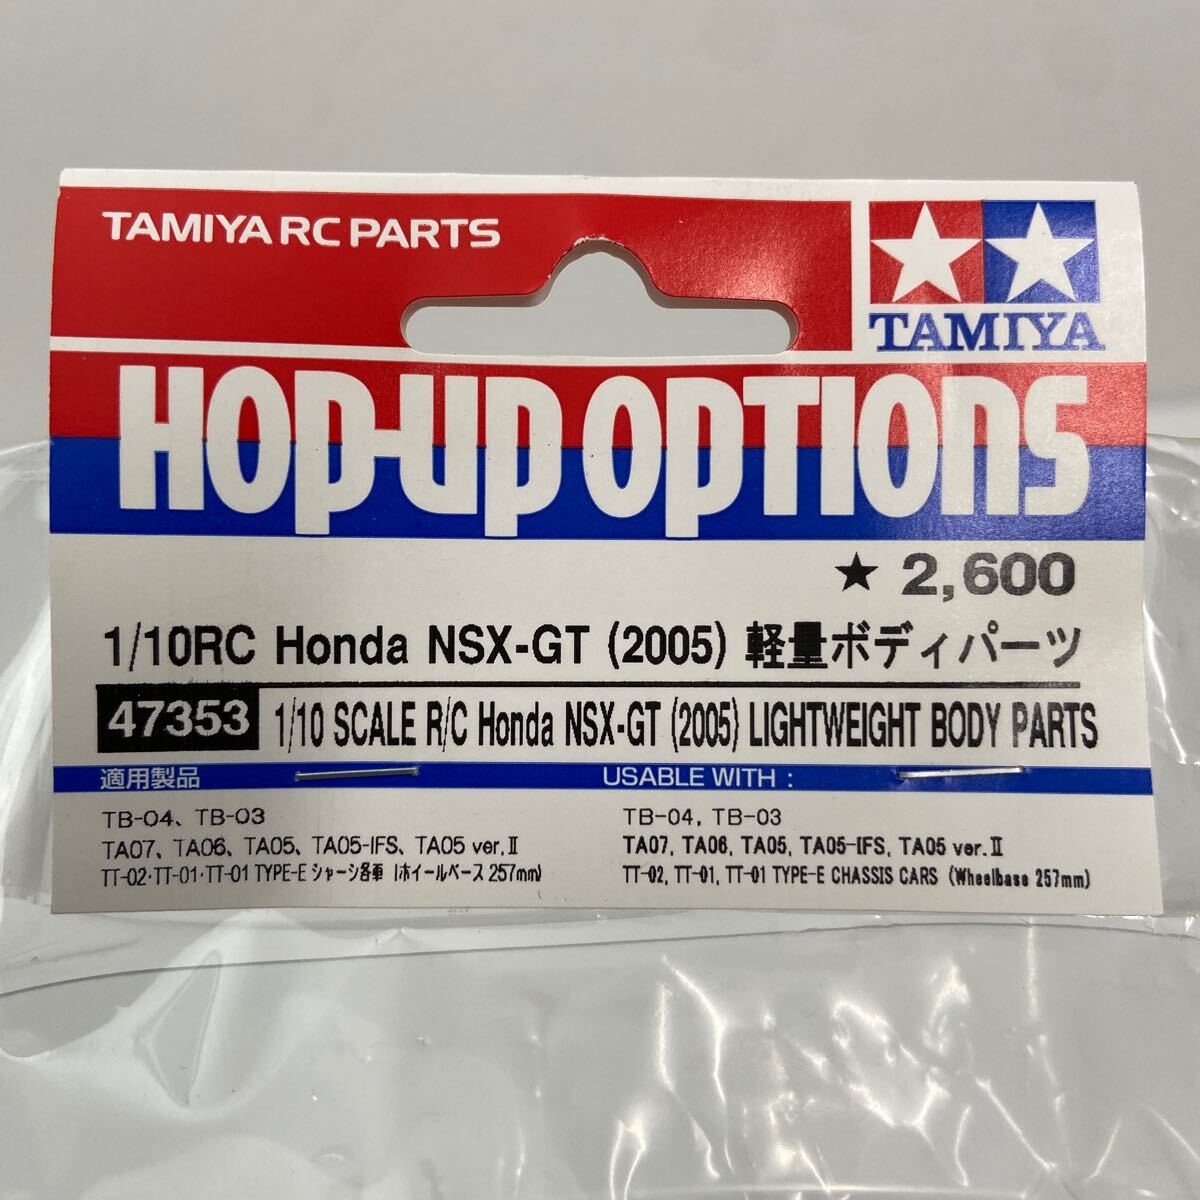 TAMIYA RC PARTS
TAMIYA
HOP-UP OPTIONS
★ 2,600
1/10RC Honda NSX-GT (2005) 軽量ボディパーツ
47353 1/10 SCALE R/C Honda NSX-GT (2005) LIGHTWEIGHT BODY PARTS
適用製品
TB-04、TB-03
TA07、TA06、TA05、TA05-IFS、TA05 ver.Ⅱ
TT-02・TT-01・TT-01 TYPE-E シャーシ各車 (ホイールベース 257mm)
USABLE WITH :
TB-04, TB-03
TA07, TA06, TA05, TA05-IFS, TA05 ver.Ⅱ
TT-02, TT-01, TT-01 TYPE-E CHASSIS CARS (Wheelbase 257mm)